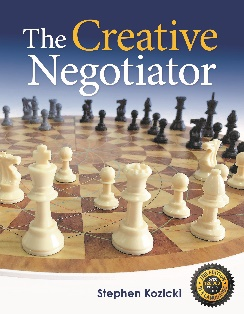 The Creative
Negotiator
Stephen Kozicki